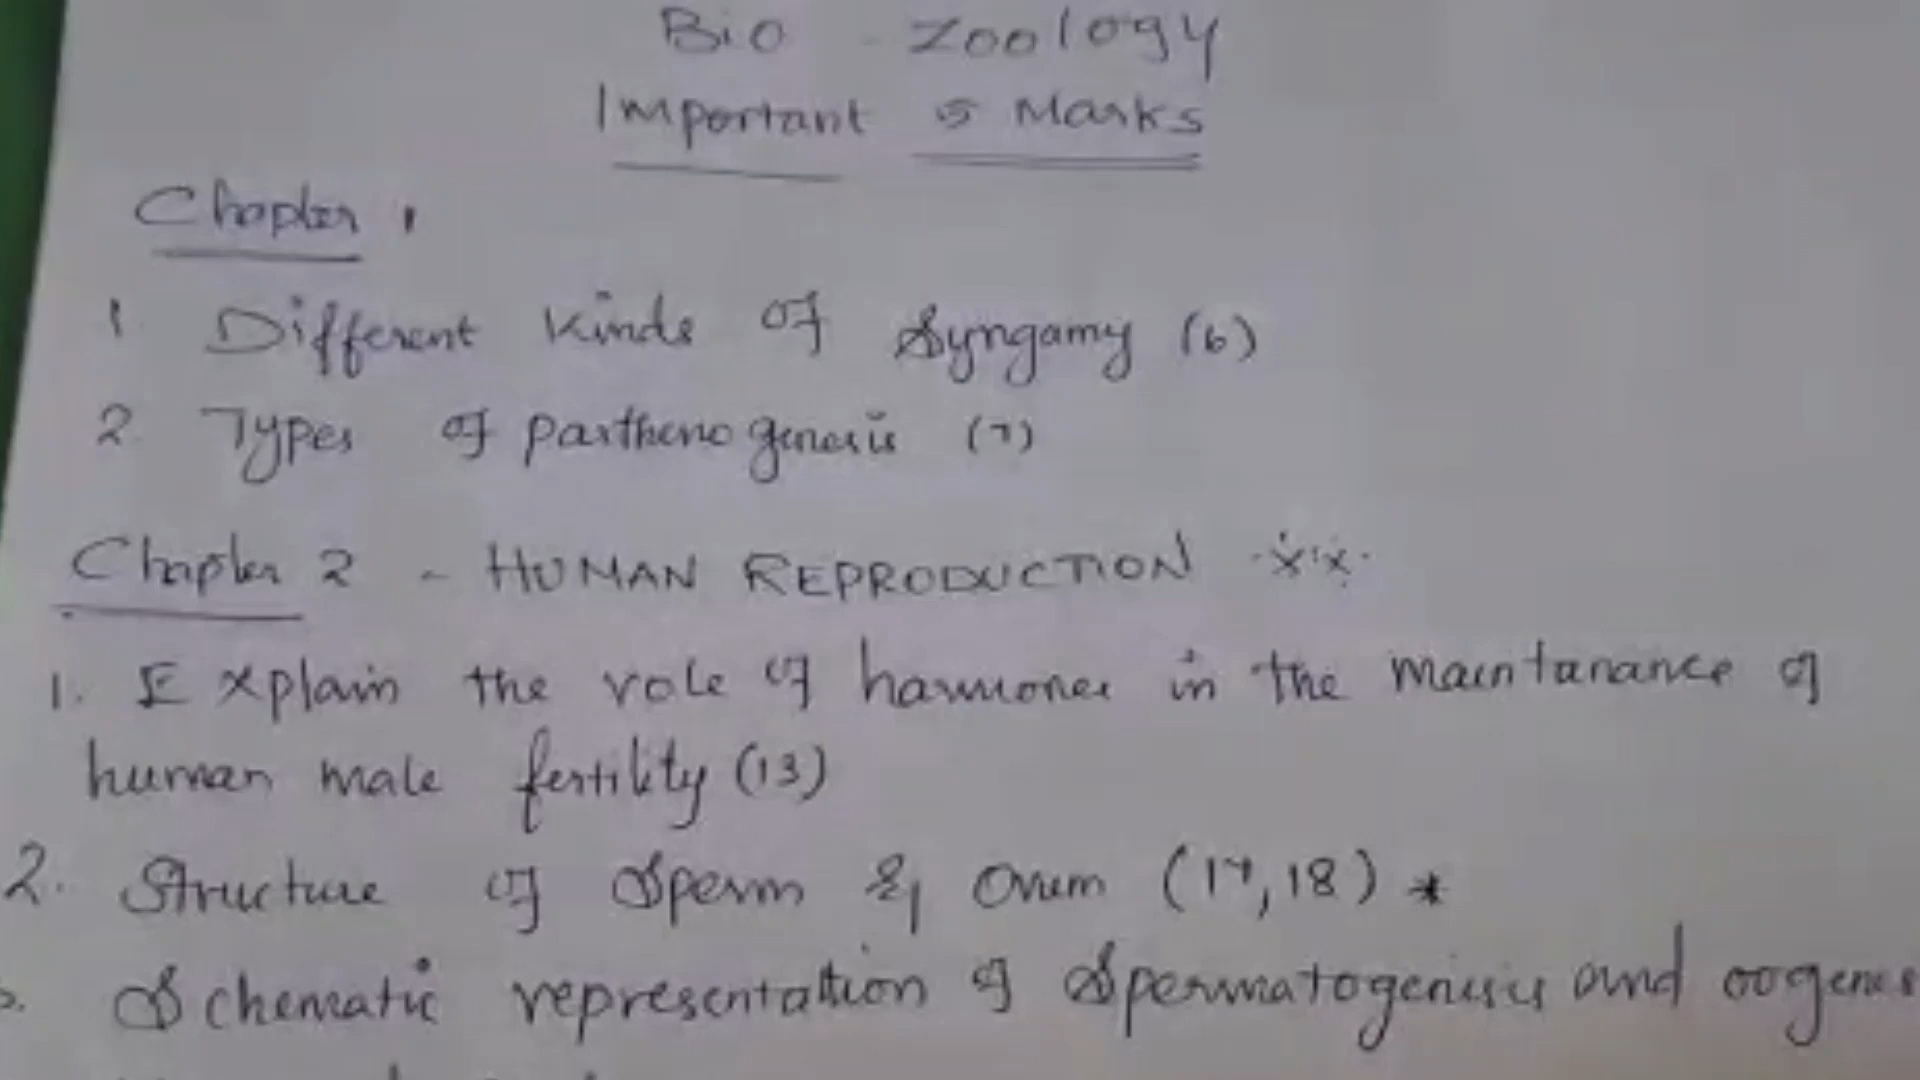 Bio - Zoology
Important 5 Marks
Chapter 1
1. Different kinds of Syngamy (6)
2. Types of parthenogenesis (7)
Chapter 2 - HUMAN REPRODUCTION
1. Explain the role of harmones in the maintanance of
human male fertility (13)
2. Structure of Sperm & Ovum (17,18) *
Schematic representation of Spermatogenisis and oogenes